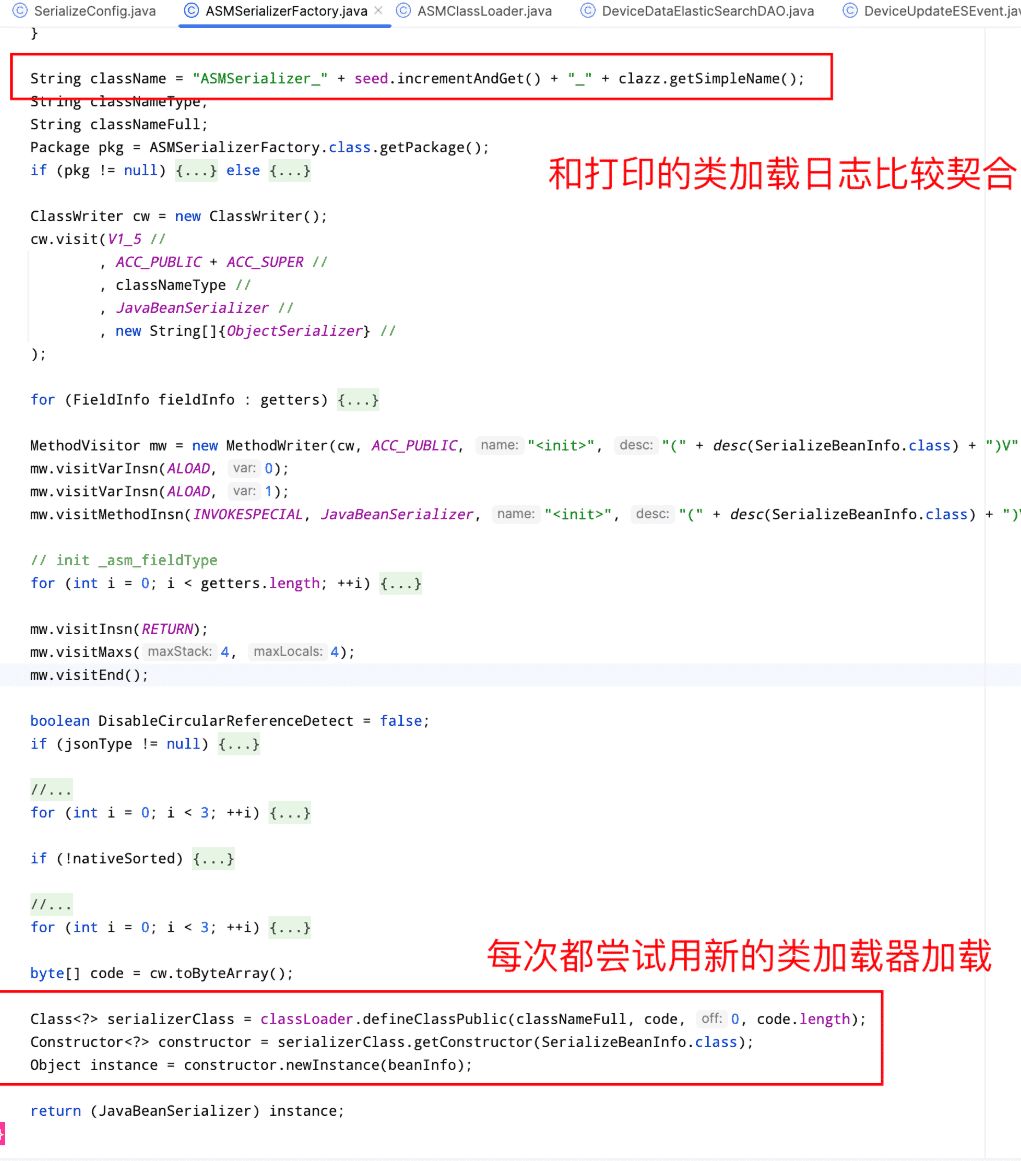 SerializeConfig.java ASMSerializerFactory.java ASMClassLoader.java DeviceDataElasticSearchDAO.java DeviceUpdateESEvent.jav
}
String className = "ASMSerializer_" + seed.incrementAndGet() + "_" + clazz.getSimpleName();
String classNameType;
String classNameFull;
Package pkg = ASMSerializerFactory.class.getPackage();
和打印的类加载日志比较契合
if (pkg != null) {...} else {...}
ClassWriter cw = new ClassWriter();
cw.visit(V1_5 //
, ACC_PUBLIC + ACC_SUPER //
, classNameType //
, JavaBeanSerializer //
, new String[]{ObjectSerializer} //
);
for (FieldInfo fieldInfo : getters) {...}
MethodVisitor mw = new MethodWriter(cw, ACC_PUBLIC, name: "<init>", desc: "(" + desc(SerializeBeanInfo.class) + ")V"
mw.visitVarInsn(ALOAD, var: 0);
mw.visitVarInsn(ALOAD, var: 1);
mw.visitMethodInsn(INVOKESPECIAL, JavaBeanSerializer, name: "<init>", desc: "(" + desc(SerializeBeanInfo.class) + ")V
// init _asm_fieldType
for (int i = 0; i < getters.length; ++i) {...}
mw.visitInsn(RETURN);
mw.visitMaxs( maxStack: 4, maxLocals: 4);
mw.visitEnd();
boolean DisableCircularReferenceDetect = false;
if (jsonType != null) {...}
//...
for (int i = 0; i < 3; ++i) {...}
if (!nativeSorted) {...}
//...
for (int i = 0; i < 3; ++i) {...}
每次都尝试用新的类加载器加载
byte[] code = cw.toByteArray();
Class<?> serializerClass = classLoader.defineClassPublic(classNameFull, code, off: 0, code.length);
Constructor<?> constructor = serializerClass.getConstructor(SerializeBeanInfo.class);
Object instance = constructor.newInstance(beanInfo);
return (JavaBeanSerializer) instance;
}